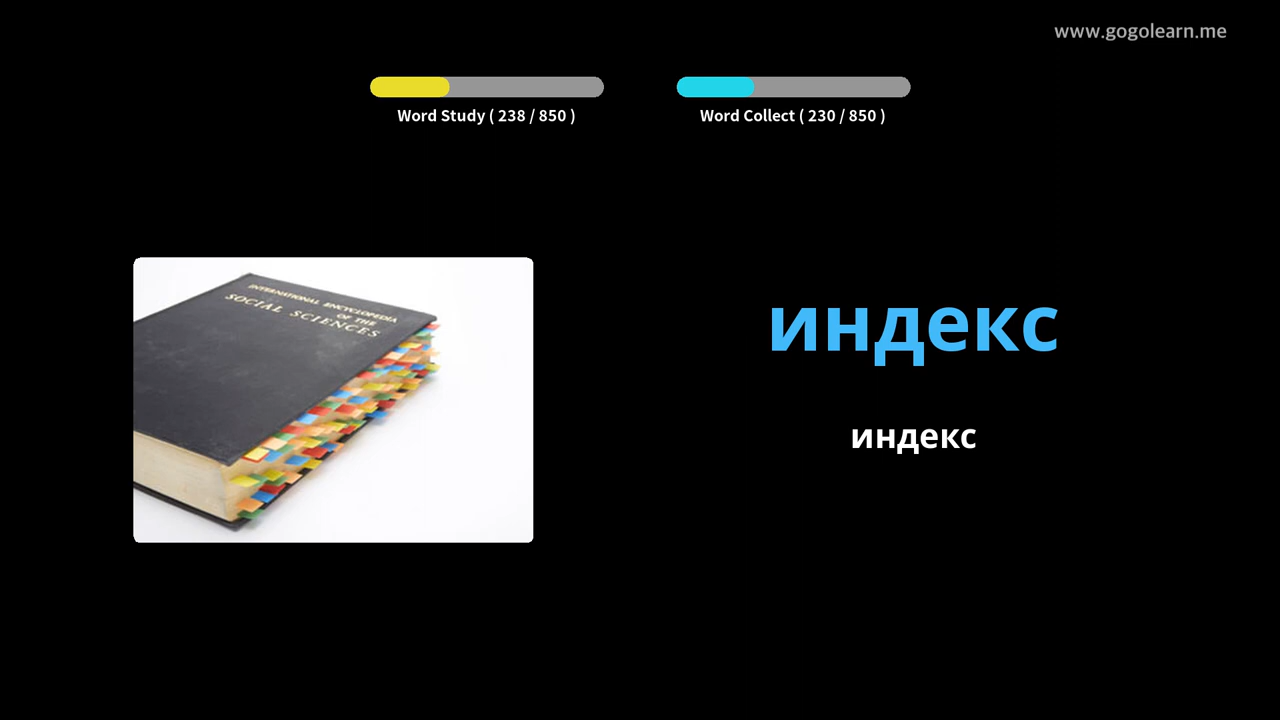 www.gogolearn.me
Word Study ( 238 / 850 )
Word Collect ( 230 / 850 )
INTERNATIONAL ENCYCLOPEDIA
OF THE
SOCIAL SCIENCES
индекс
индекс